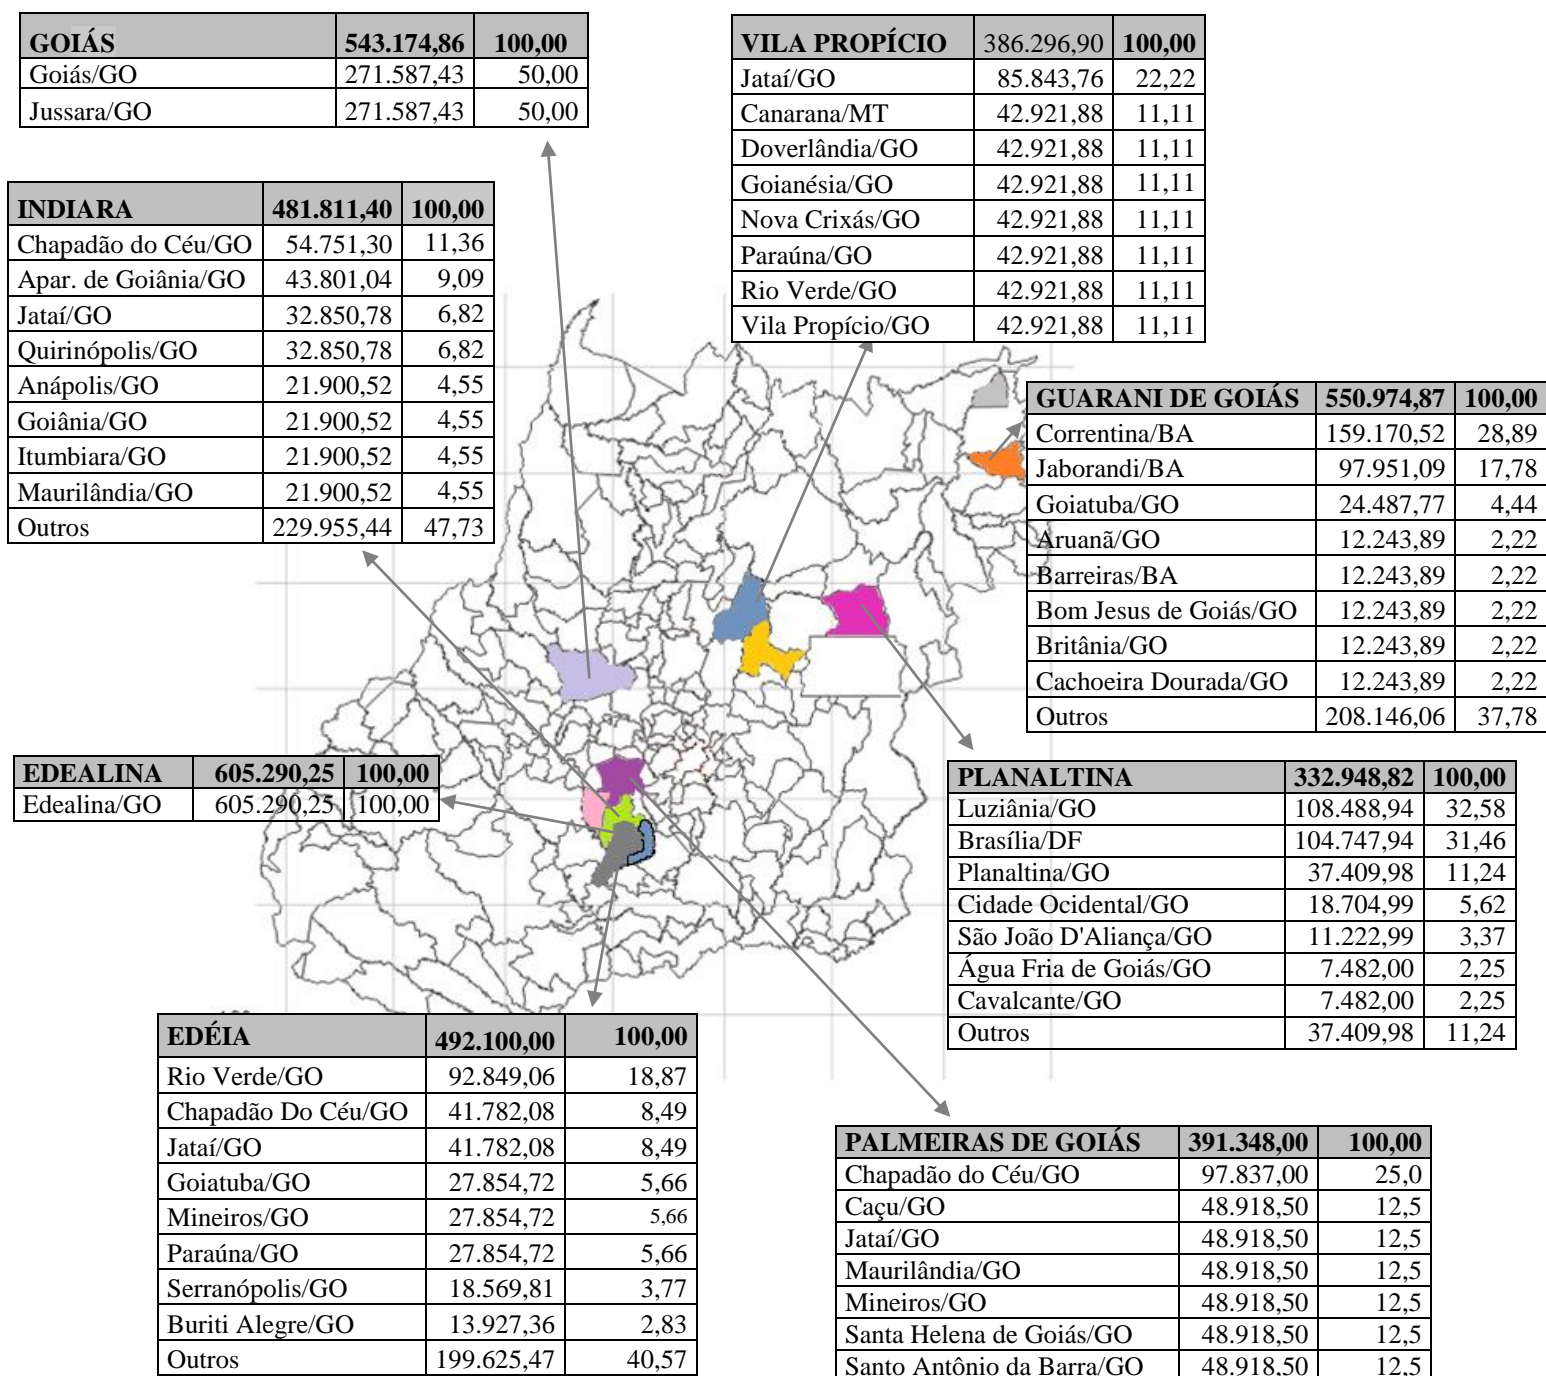 GOIÁS 543.174,86 100,00
Goiás/GO 271.587,43 50,00
Jussara/GO 271.587,43 50,00
VILA PROPÍCIO 386.296,90 100,00
Jataí/GO 85.843,76 22,22
Canarana/MT 42.921,88 11,11
Doverlândia/GO 42.921,88 11,11
Goianésia/GO 42.921,88 11,11
Nova Crixás/GO 42.921,88 11,11
Paraúna/GO 42.921,88 11,11
Rio Verde/GO 42.921,88 11,11
Vila Propício/GO 42.921,88 11,11
INDIARA 481.811,40 100,00
Chapadão do Céu/GO 54.751,30 11,36
Apar. de Goiânia/GO 43.801,04 9,09
Jataí/GO 32.850,78 6,82
Quirinópolis/GO 32.850,78 6,82
Anápolis/GO 21.900,52 4,55
Goiânia/GO 21.900,52 4,55
Itumbiara/GO 21.900,52 4,55
Maurilândia/GO 21.900,52 4,55
Outros 229.955,44 47,73
GUARANI DE GOIÁS 550.974,87 100,00
Correntina/BA 159.170,52 28,89
Jaborandi/BA 97.951,09 17,78
Goiatuba/GO 24.487,77 4,44
Aruanã/GO 12.243,89 2,22
Barreiras/BA 12.243,89 2,22
Bom Jesus de Goiás/GO 12.243,89 2,22
Britânia/GO 12.243,89 2,22
Cachoeira Dourada/GO 12.243,89 2,22
Outros 208.146,06 37,78
EDEALINA 605.290,25 100,00
Edealina/GO 605.290,25 100,00
PLANALTINA 332.948,82 100,00
Luziânia/GO 108.488,94 32,58
Brasília/DF 104.747,94 31,46
Planaltina/GO 37.409,98 11,24
Cidade Ocidental/GO 18.704,99 5,62
São João D'Aliança/GO 11.222,99 3,37
Água Fria de Goiás/GO 7.482,00 2,25
Cavalcante/GO 7.482,00 2,25
Outros 37.409,98 11,24
EDÉIA 492.100,00 100,00
Rio Verde/GO 92.849,06 18,87
Chapadão Do Céu/GO 41.782,08 8,49
Jataí/GO 41.782,08 8,49
Goiatuba/GO 27.854,72 5,66
Mineiros/GO 27.854,72 5,66
Paraúna/GO 27.854,72 5,66
Serranópolis/GO 18.569,81 3,77
Buriti Alegre/GO 13.927,36 2,83
Outros 199.625,47 40,57
PALMEIRAS DE GOIÁS 391.348,00 100,00
Chapadão do Céu/GO 97.837,00 25,0
Caçu/GO 48.918,50 12,5
Jataí/GO 48.918,50 12,5
Maurilândia/GO 48.918,50 12,5
Mineiros/GO 48.918,50 12,5
Santa Helena de Goiás/GO 48.918,50 12,5
Santo Antônio da Barra/GO 48.918,50 12,5